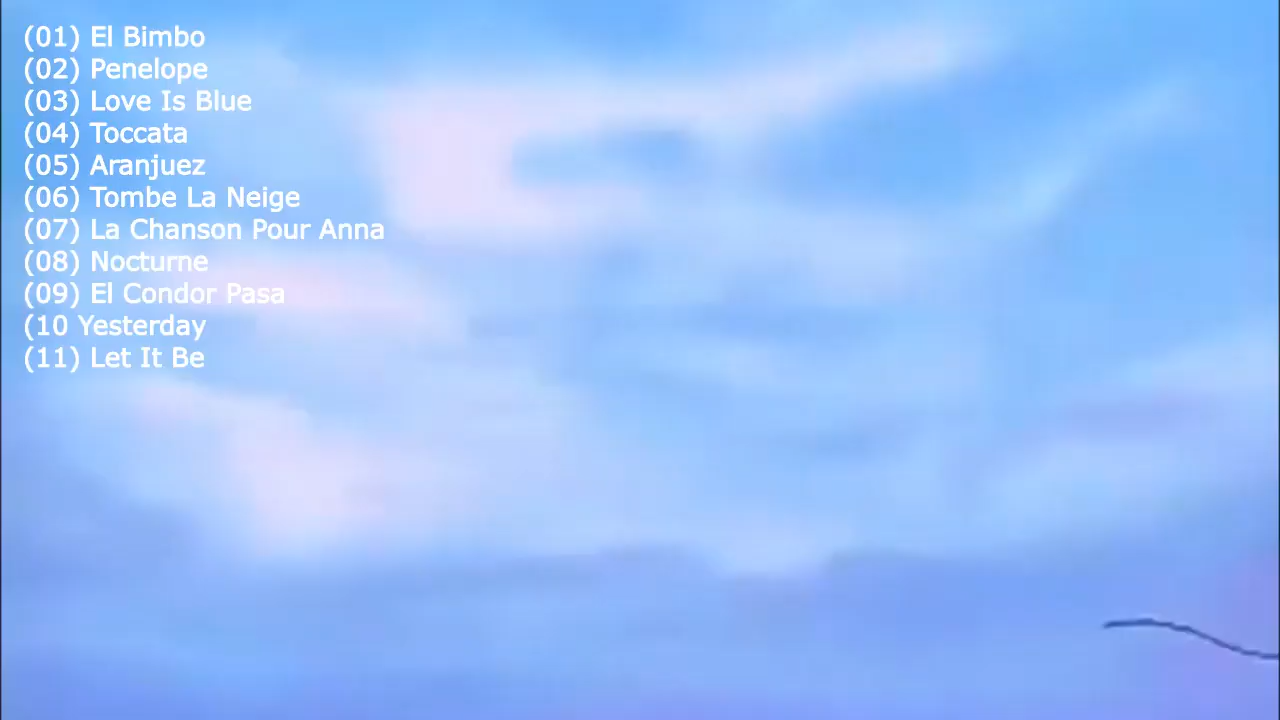 (01) El Bimbo
(02) Penelope
(03) Love Is Blue
(04) Toccata
(05) Aranjuez
(06) Tombe La Neige
(07) La Chanson Pour Anna
(08) Nocturne
(09) El Condor Pasa
(10 Yesterday
(11) Let It Be